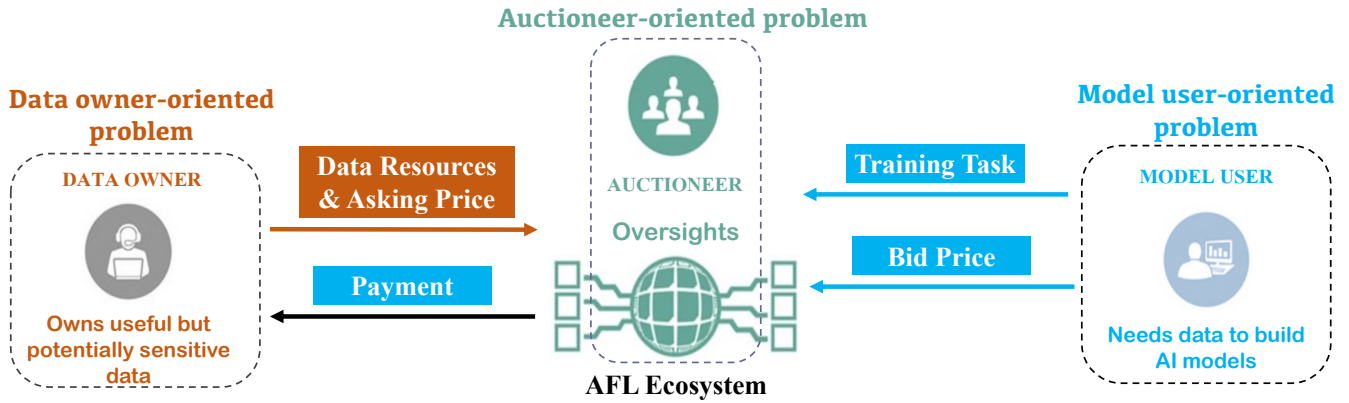 Auctioneer-oriented problem
Data owner-oriented
problem
DATA OWNER
Owns useful but
potentially sensitive
data
Data Resources
& Asking Price
Payment
AUCTIONEER
Oversights
AFL Ecosystem
Training Task
Bid Price
Model user-oriented
problem
MODEL USER
Needs data to build
AI models